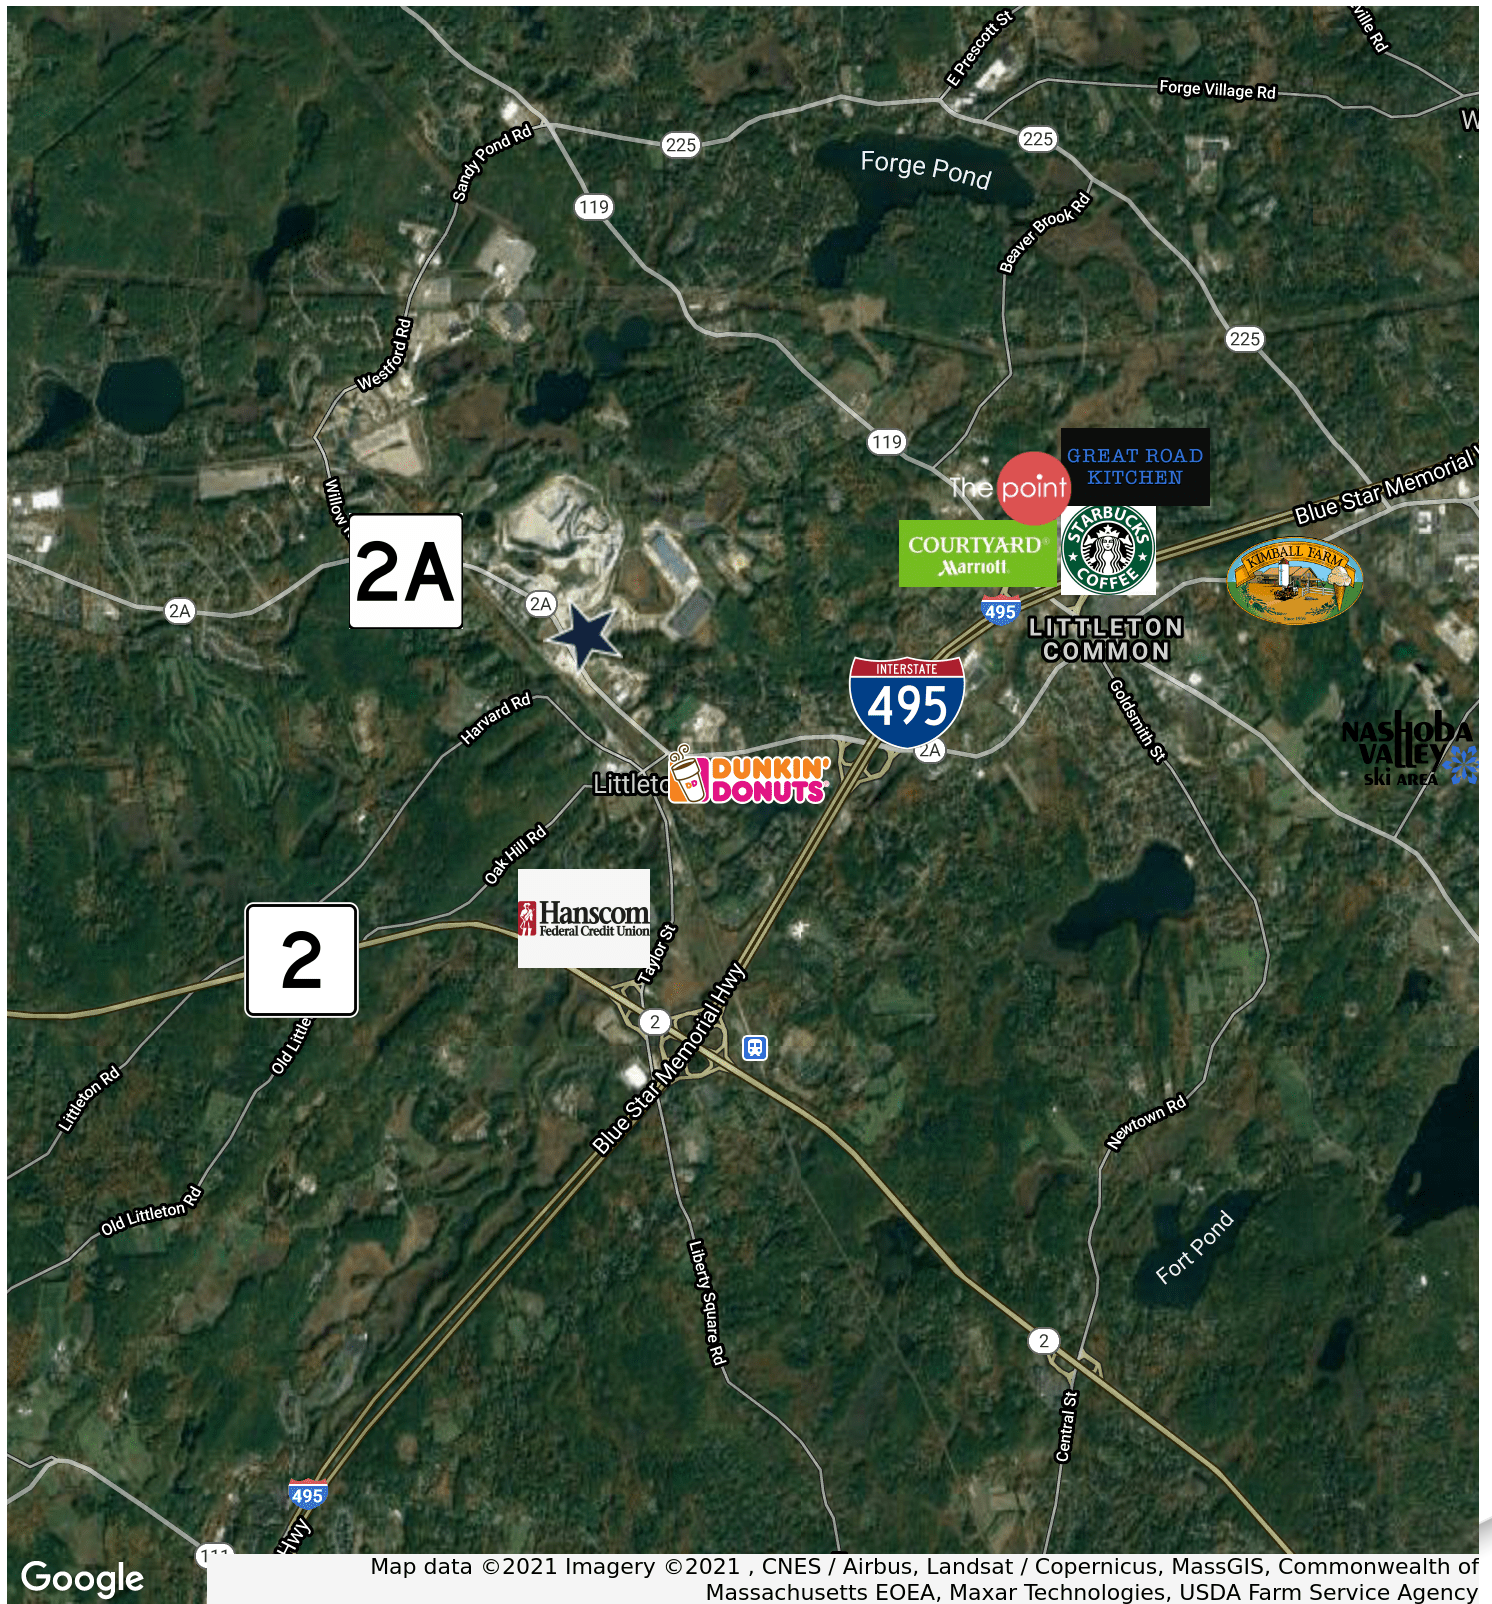 E Prescott St
ville Rd
Forge Village Rd
W
Sandy Pond Rd
225
225
Forge Pond
119
Beaver Brook Rd
Westford Rd
225
119
GREAT ROAD
KITCHEN
The point
Blue Star Memorial
Willow
STARBUCKS
COFFEE
COURTYARD
Marriott
KIMBALL FARM
2A
2A
2A
495
LITTLETON
COMMON
INTERSTATE
495
Goldsmith St
Harvard Rd
NASHOBA
VALLEY
ski AREA
2A
Littleto
DUNKIN'
DONUTS
Oak Hill Rd
Hanscom
Federal Credit Union
Taylor St
2
Blue Star Memorial Hwy
2
Old Little
Littleton Rd
Newtown Rd
Old Littleton Rd
Fort Pond
Liberty Square Rd
2
Central St
495
Hwy
111
Google
Map data ©2021 Imagery ©2021 , CNES / Airbus, Landsat / Copernicus, MassGIS, Commonwealth of
Massachusetts EOEA, Maxar Technologies, USDA Farm Service Agency